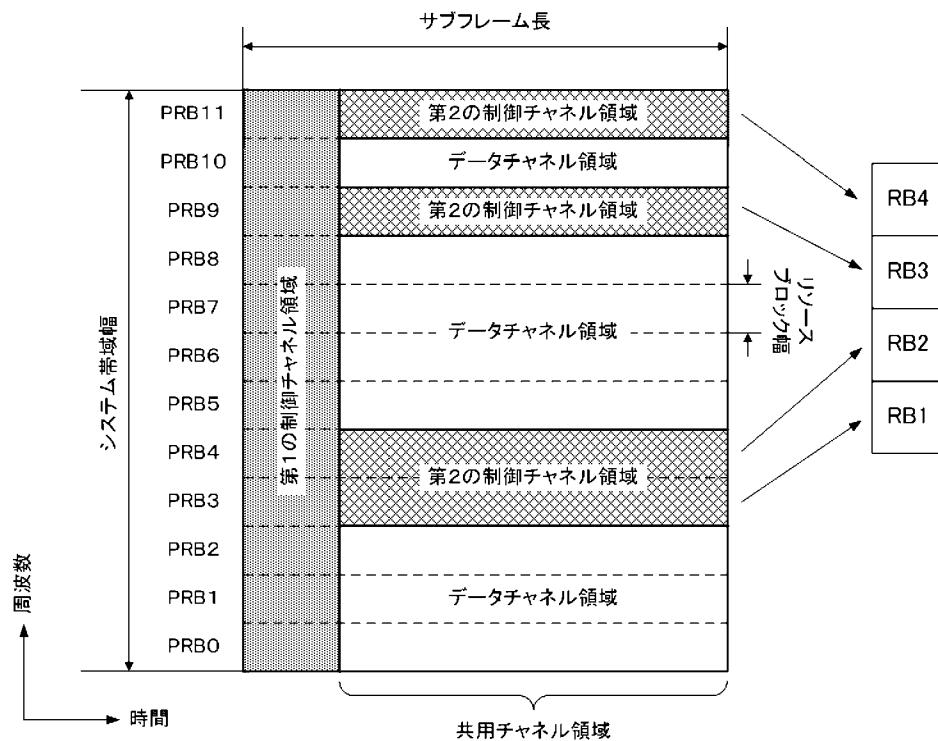 サブフレーム長
PRB11
第2の制御チャネル領域
PRB10
データチャネル領域
PRB9
第2の制御チャネル領域
RB4
PRB8
RB3
PRB7
第1の制御チャネル領域
データチャネル領域
リソース
ブロック幅
システム帯域幅
PRB6
RB2
PRB5
RB1
PRB4
第2の制御チャネル領域
PRB3
PRB2
PRB1
データチャネル領域
PRB0
周波数
時間
共用チャネル領域